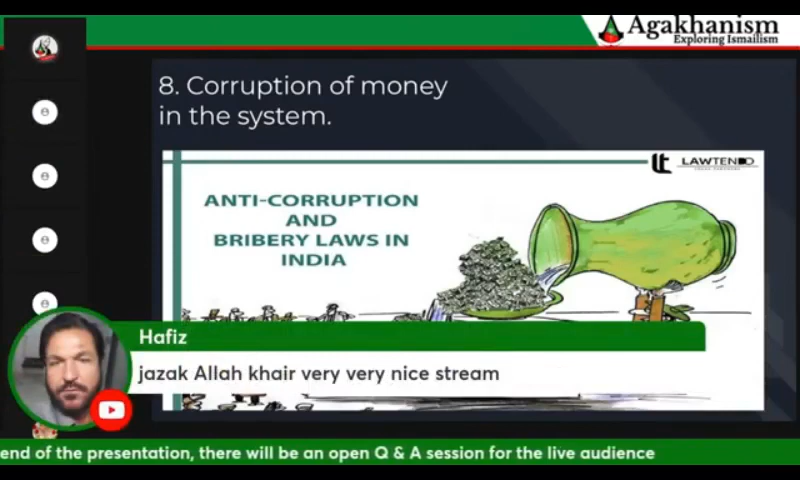 Agakhanism
Exploring Ismailism
8. Corruption of money
in the system.
LAWTENDO
ANTI-CORRUPTION
AND
BRIBERY LAWS IN
INDIA
Hafiz
jazak Allah khair very very nice stream
end of the presentation, there will be an open Q & A session for the live audience